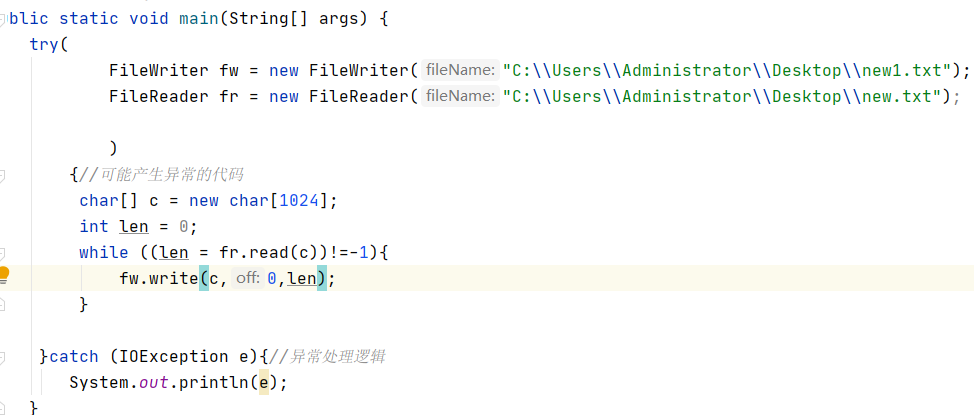 blic static void main(String[] args) {
try(
FileWriter fw = new FileWriter( fileName: "C:\\Users\\Administrator\\Desktop\\new1.txt");
FileReader fr = new FileReader( fileName: "C:\\Users\\Administrator\\Desktop\\new.txt");
)
{//可能产生异常的代码
char[] c = new char[1024];
int len = 0;
while ((len = fr.read(c))!=-1){
fw.write(c, off: 0,len);
}
}catch (IOException e){//异常处理逻辑
System.out.println(e);
}